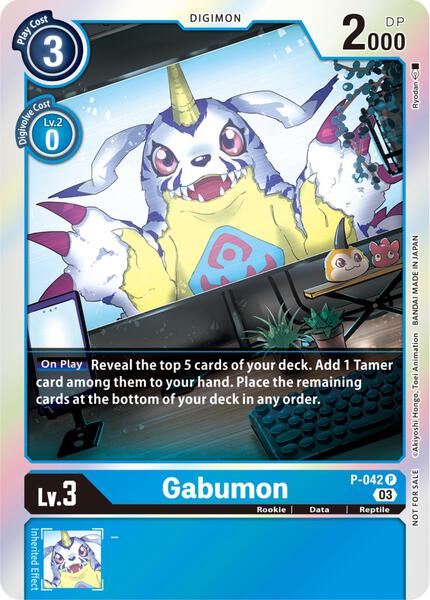 DIGIMON
Play Cost
3
DP
2000
Digivolve Cost
Lv.2
0
Ryodan
On Play Reveal the top 5 cards of your deck. Add 1 Tamer
card among them to your hand. Place the remaining
cards at the bottom of your deck in any order.
©Akiyoshi Hongo, Toei Animation BANDAI MADE IN JAPAN
NOT FOR SALE
Lv.3
Gabumon
P-042 P
03
Rookie | Data | Reptile
Inherited Effect
–